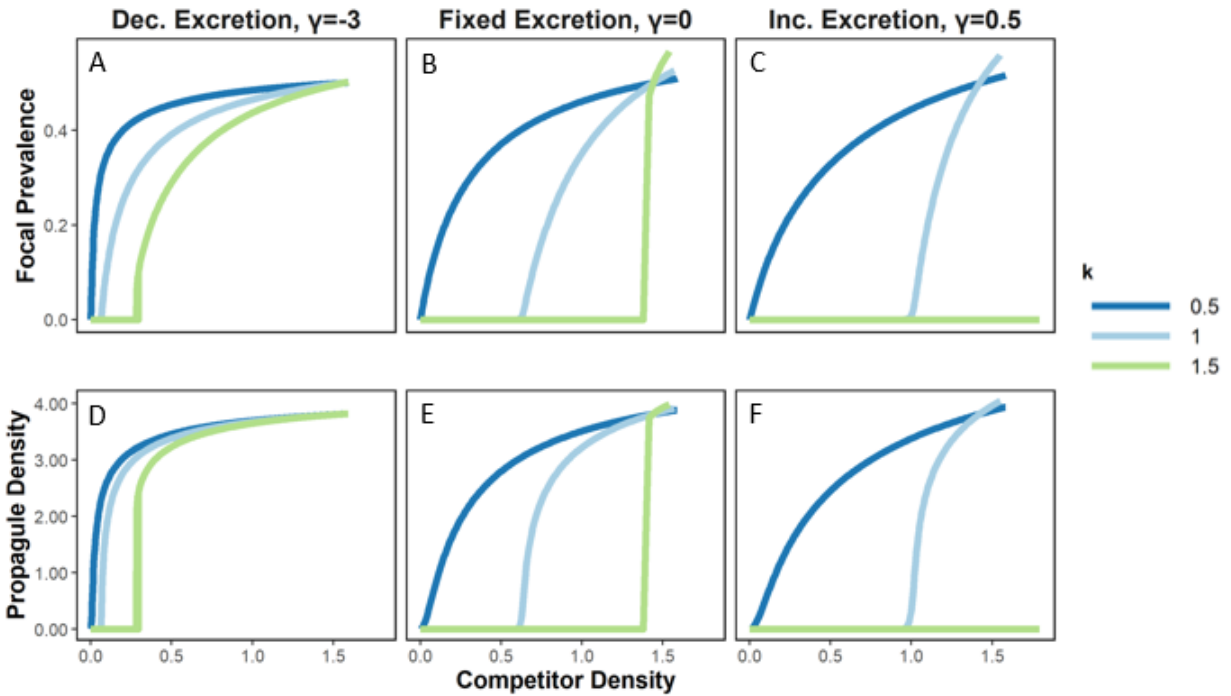 Dec. Excretion, γ=-3
Fixed Excretion, γ=0
Inc. Excretion, γ=0.5
A
B
C
Focal Prevalence
0.4
0.2
0.0
k
0.5
1
1.5
D
E
F
Propagule Density
4.00
3.00
2.00
1.00
0.00
0.0 0.5 1.0 1.5
0.0 0.5 1.0 1.5
0.0 0.5 1.0 1.5
Competitor Density